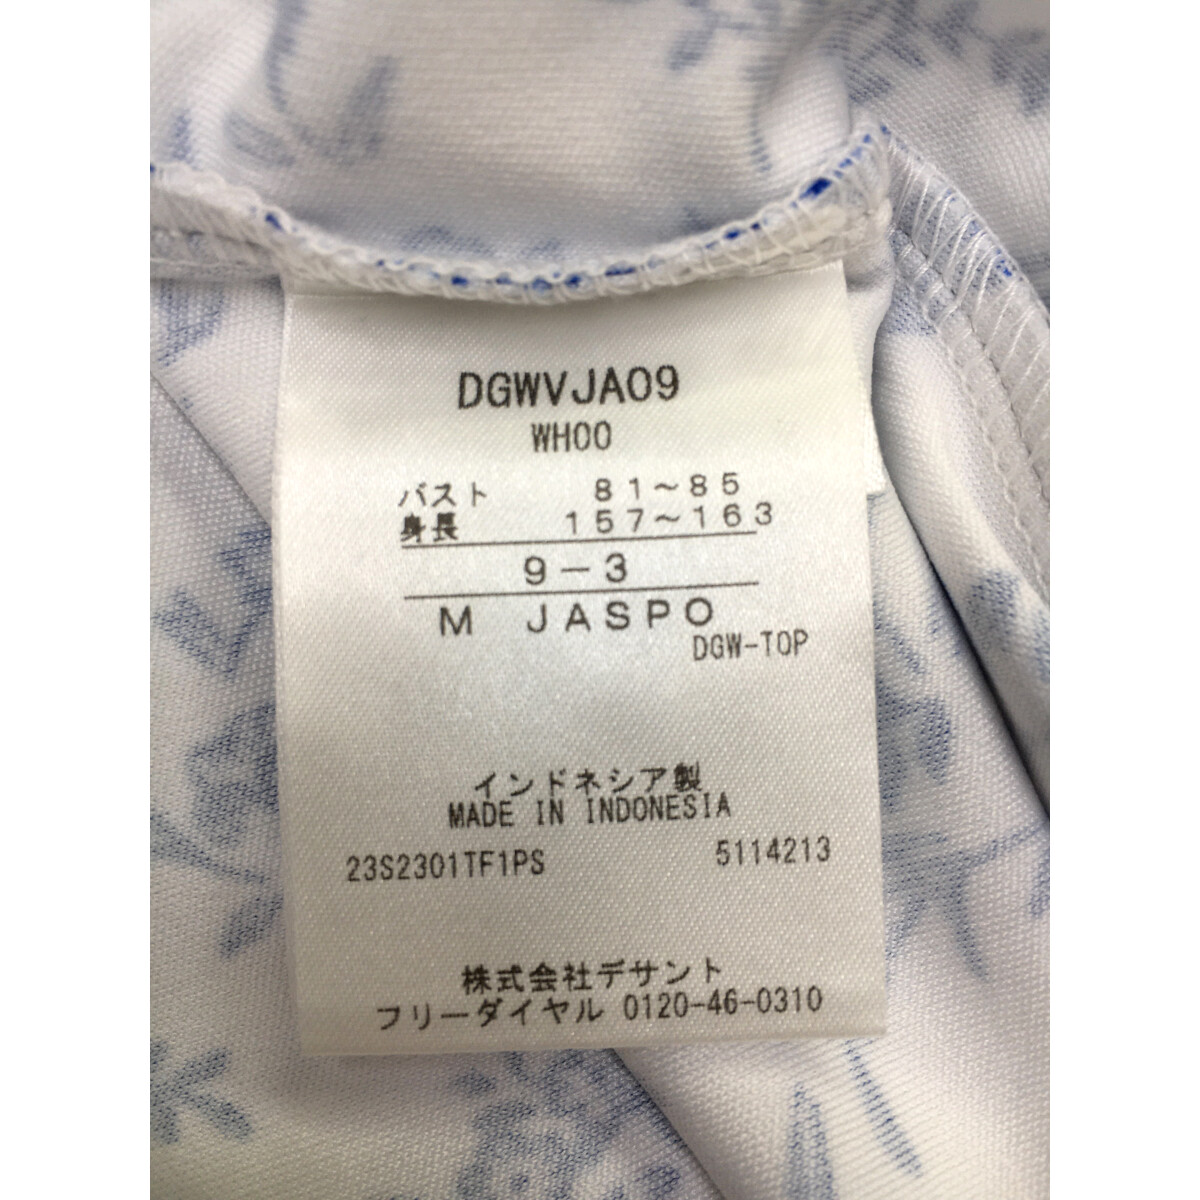 DGWVJA09
WH00
バスト 81～85
身長 157～163
9－3
M JASPO
DGW-TOP
インドネシア製
MADE IN INDONESIA
23S2301TF1PS 5114213
株式会社デサント
フリーダイヤル 0120-46-0310